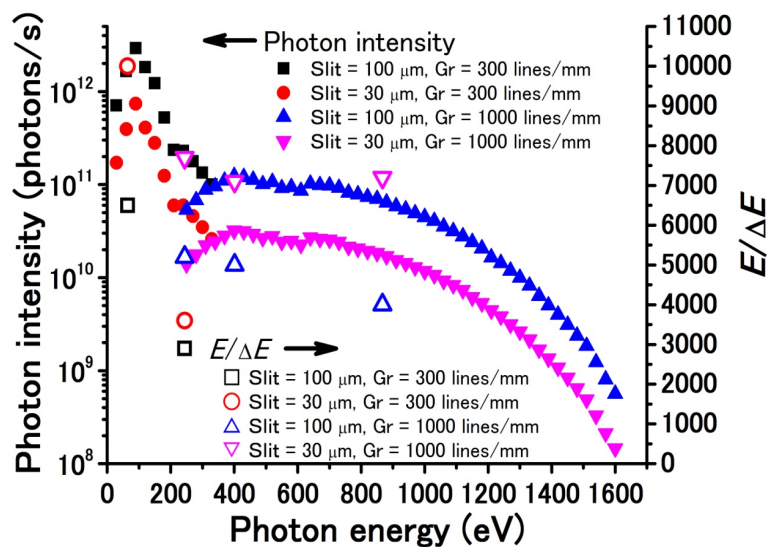 Photon intensity
Slit = 100 μm, Gr = 300 lines/mm
Slit = 30 μm, Gr = 300 lines/mm
Slit = 100 μm, Gr = 1000 lines/mm
Slit = 30 μm, Gr = 1000 lines/mm
E/ΔE
Slit = 100 μm, Gr = 300 lines/mm
Slit = 30 μm, Gr = 300 lines/mm
Slit = 100 μm, Gr = 1000 lines/mm
Slit = 30 μm, Gr = 1000 lines/mm
Photon intensity (photons/s)
10¹²
10¹¹
10¹⁰
10⁹
10⁸
0 200 400 600 800 1000 1200 1400 1600
Photon energy (eV)
11000
10000
9000
8000
7000
6000
5000
4000
3000
2000
1000
0
E/ΔE